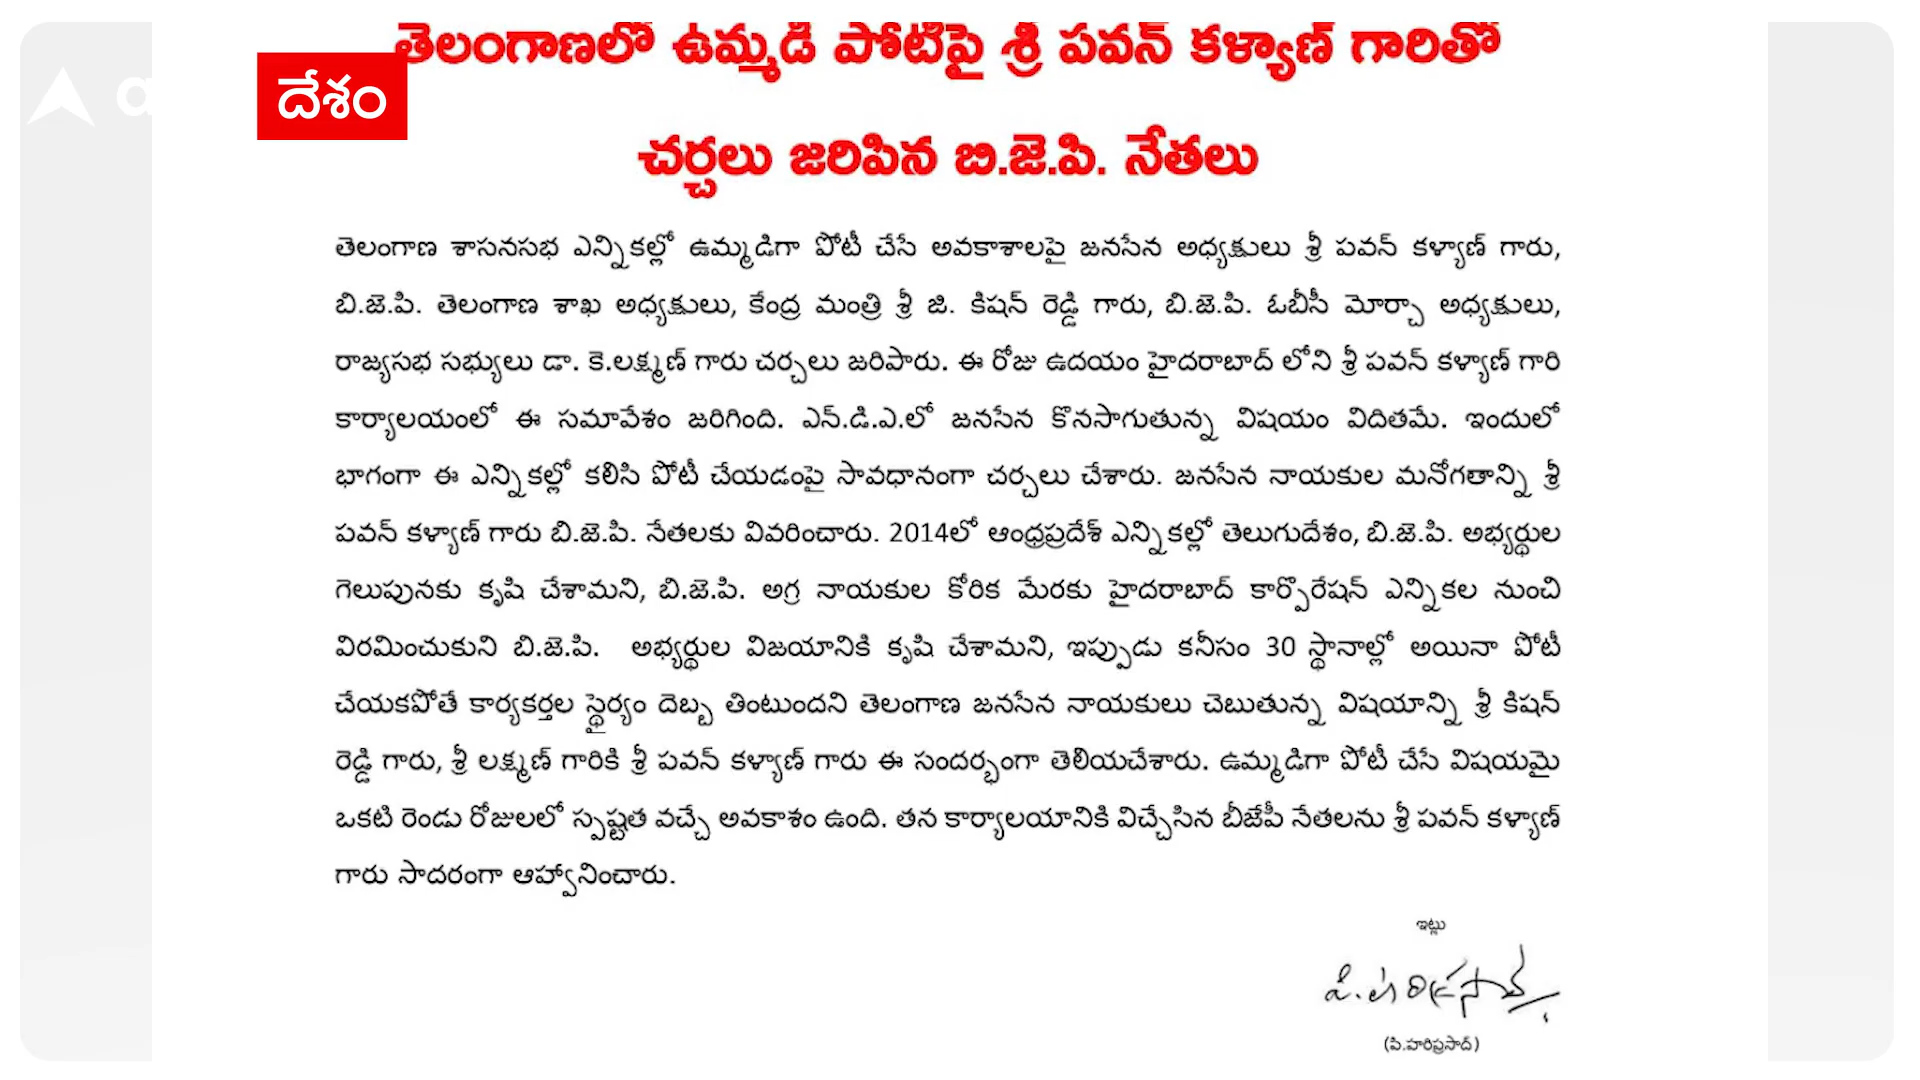 తెలంగాణలో ఉమ్మడి పోటీపై శ్రీ పవన్ కళ్యాణ్ గారితో
దేశం
చర్చలు జరిపిన బి.జె.పి. నేతలు
తెలంగాణ శాసనసభ ఎన్నికల్లో ఉమ్మడిగా పోటీ చేసే అవకాశాలపై జనసేన అధ్యక్షులు శ్రీ పవన్ కళ్యాణ్ గారు,
బి.జె.పి. తెలంగాణ శాఖ అధ్యక్షులు, కేంద్ర మంత్రి శ్రీ జి. కిషన్ రెడ్డి గారు, బి.జె.పి. ఓబీసీ మోర్చా అధ్యక్షులు,
రాజ్యసభ సభ్యులు డా. కె.లక్ష్మణ్ గారు చర్చలు జరిపారు. ఈ రోజు ఉదయం హైదరాబాద్ లోని శ్రీ పవన్ కళ్యాణ్ గారి
కార్యాలయంలో ఈ సమావేశం జరిగింది. ఎన్.డి.ఎ.లో జనసేన కొనసాగుతున్న విషయం విదితమే. ఇందులో
భాగంగా ఈ ఎన్నికల్లో కలిసి పోటీ చేయడంపై సావధానంగా చర్చలు చేశారు. జనసేన నాయకుల మనోగతాన్ని శ్రీ
పవన్ కళ్యాణ్ గారు బి.జె.పి. నేతలకు వివరించారు. 2014లో ఆంధ్రప్రదేశ్ ఎన్నికల్లో తెలుగుదేశం, బి.జె.పి. అభ్యర్థుల
గెలుపునకు కృషి చేశామని, బి.జె.పి. అగ్ర నాయకుల కోరిక మేరకు హైదరాబాద్ కార్పొరేషన్ ఎన్నికల నుంచి
విరమించుకుని బి.జె.పి. అభ్యర్థుల విజయానికి కృషి చేశామని, ఇప్పుడు కనీసం 30 స్థానాల్లో అయినా పోటీ
చేయకపోతే కార్యకర్తల స్థైర్యం దెబ్బ తింటుందని తెలంగాణ జనసేన నాయకులు చెబుతున్న విషయాన్ని శ్రీ కిషన్
రెడ్డి గారు, శ్రీ లక్ష్మణ్ గారికి శ్రీ పవన్ కళ్యాణ్ గారు ఈ సందర్భంగా తెలియచేశారు. ఉమ్మడిగా పోటీ చేసే విషయమై
ఒకటి రెండు రోజులలో స్పష్టత వచ్చే అవకాశం ఉంది. తన కార్యాలయానికి విచ్చేసిన బీజేపీ నేతలను శ్రీ పవన్ కళ్యాణ్
గారు సాదరంగా ఆహ్వానించారు.
ఇట్లు
పి. హరిప్రసాద్
(పి.హరిప్రసాద్)